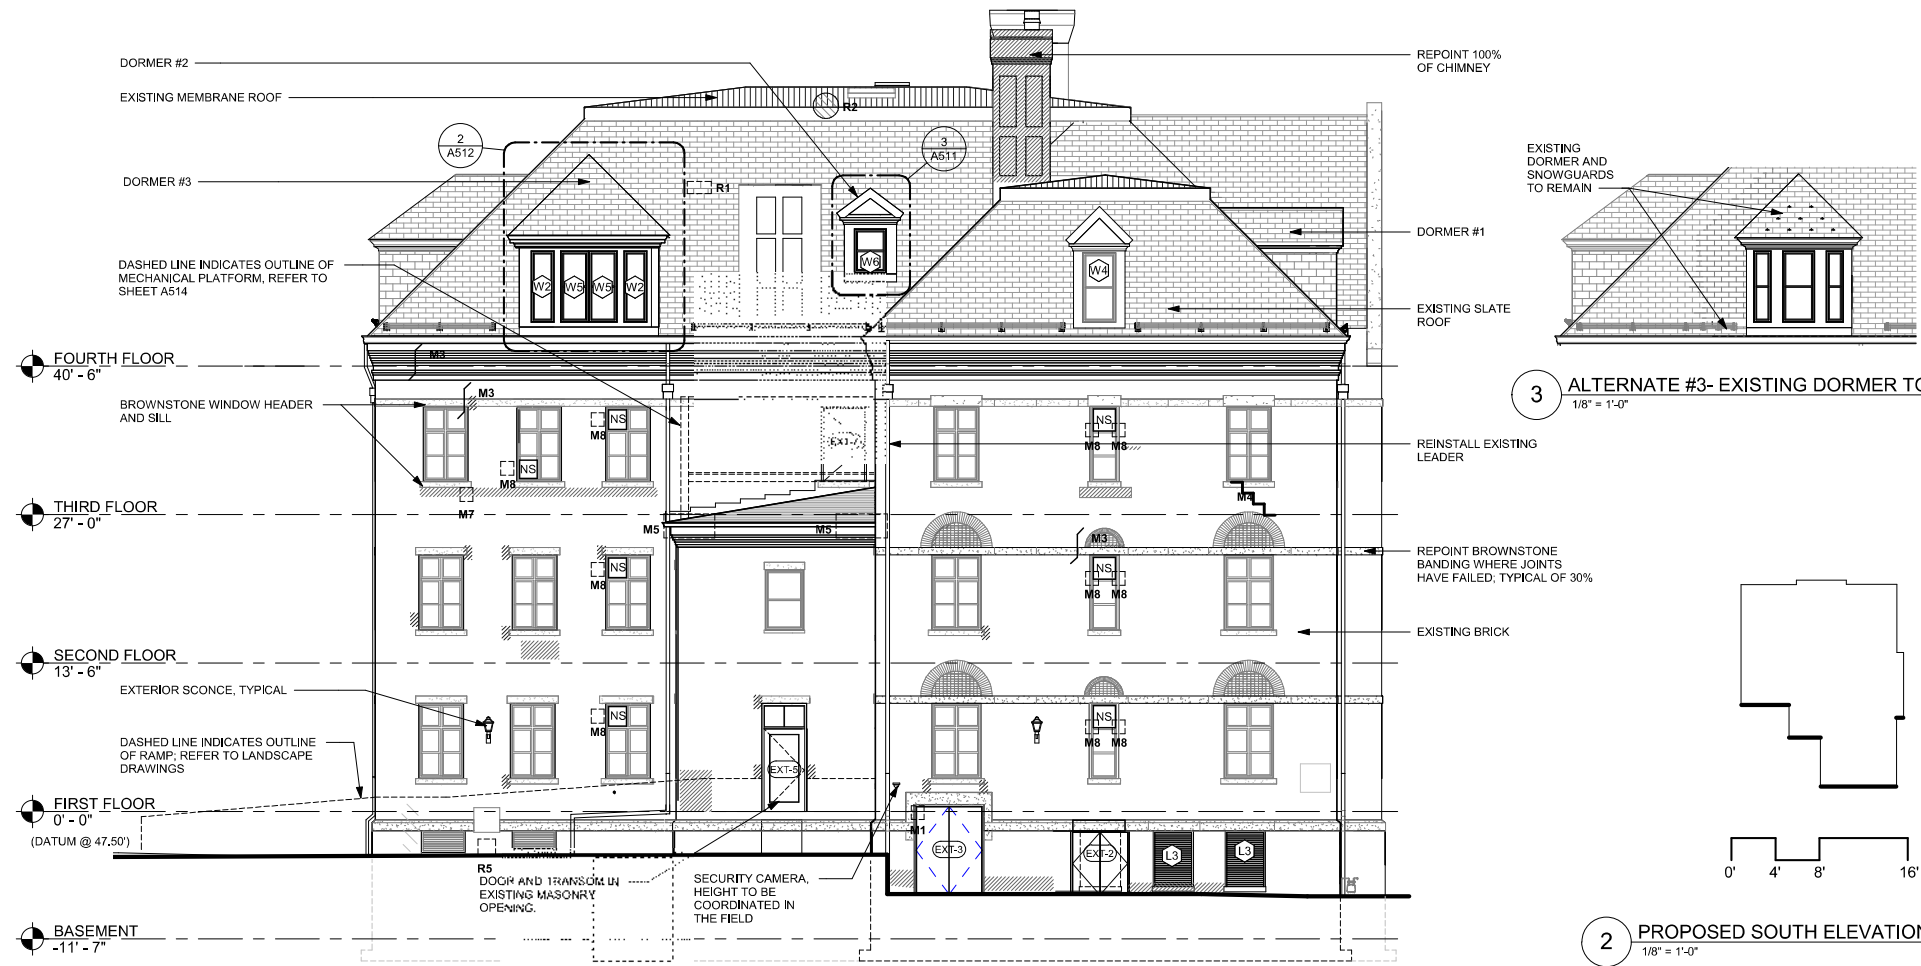 DORMER #2
EXISTING MEMBRANE ROOF
2
A512
DORMER #3
R1
R2
3
A511
REPOINT 100%
OF CHIMNEY
DORMER #1
EXISTING SLATE
ROOF
DASHED LINE INDICATES OUTLINE OF
MECHANICAL PLATFORM, REFER TO
SHEET A514
W2
W5
W5
W2
W6
W4
FOURTH FLOOR
40' - 6"
M3
BROWNSTONE WINDOW HEADER
AND SILL
M3
NS
M8
NS
M8
M7
EX1-7
NS
M8
M8
REINSTALL EXISTING
LEADER
M4
THIRD FLOOR
27' - 0"
M5
M5
M3
NS
M8
NS
M8
M8
REPOINT BROWNSTONE
BANDING WHERE JOINTS
HAVE FAILED; TYPICAL OF 30%
EXISTING BRICK
SECOND FLOOR
13' - 6"
EXTERIOR SCONCE, TYPICAL
NS
M8
NS
M8
M8
DASHED LINE INDICATES OUTLINE
OF RAMP; REFER TO LANDSCAPE
DRAWINGS
EXT-5
FIRST FLOOR
0' - 0"
(DATUM @ 47.50')
M1
EXT-3
EXT-2
L3
L3
R5
DOOR AND TRANSOM IN
EXISTING MASONRY
OPENING.
SECURITY CAMERA,
HEIGHT TO BE
COORDINATED IN
THE FIELD
BASEMENT
-11' - 7"
EXISTING
DORMER AND
SNOWGUARDS
TO REMAIN
3
ALTERNATE #3- EXISTING DORMER TO
1/8" = 1'-0"
0'
4'
8'
16'
2
PROPOSED SOUTH ELEVATION
1/8" = 1'-0"